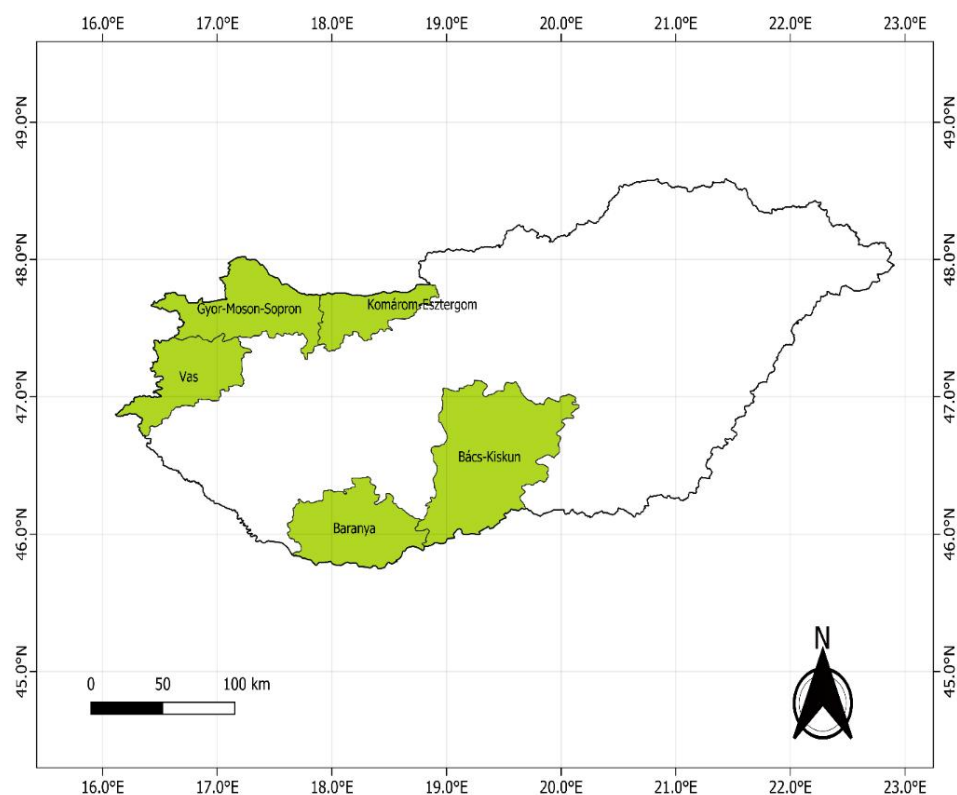 16.0°E 17.0°E 18.0°E 19.0°E 20.0°E 21.0°E 22.0°E 23.0°E
49.0°N 49.0°N
48.0°N 48.0°N
Gyor-Moson-Sopron Komárom-Esztergom
Vas
47.0°N 47.0°N
Bács-Kiskun
Baranya
46.0°N 46.0°N
N
45.0°N 45.0°N
0 50 100 km
16.0°E 17.0°E 18.0°E 19.0°E 20.0°E 21.0°E 22.0°E 23.0°E